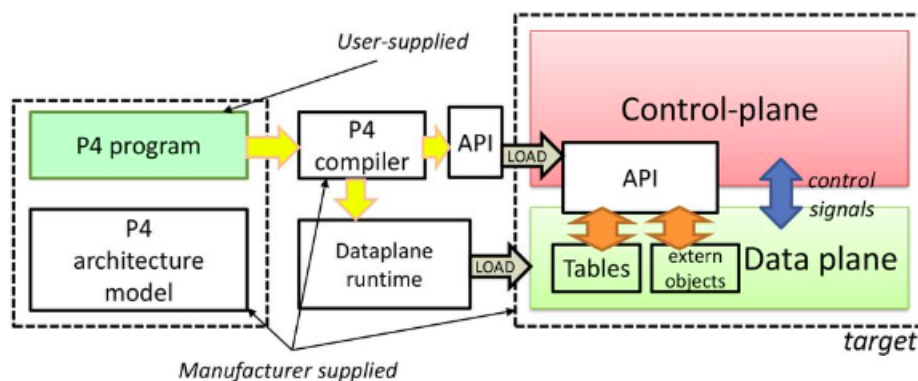 User-supplied
P4 program
P4
compiler
API
LOAD
Control-plane
API
control
signals
P4
architecture
model
Dataplane
runtime
LOAD
Tables
extern
objects
Data plane
target
Manufacturer supplied